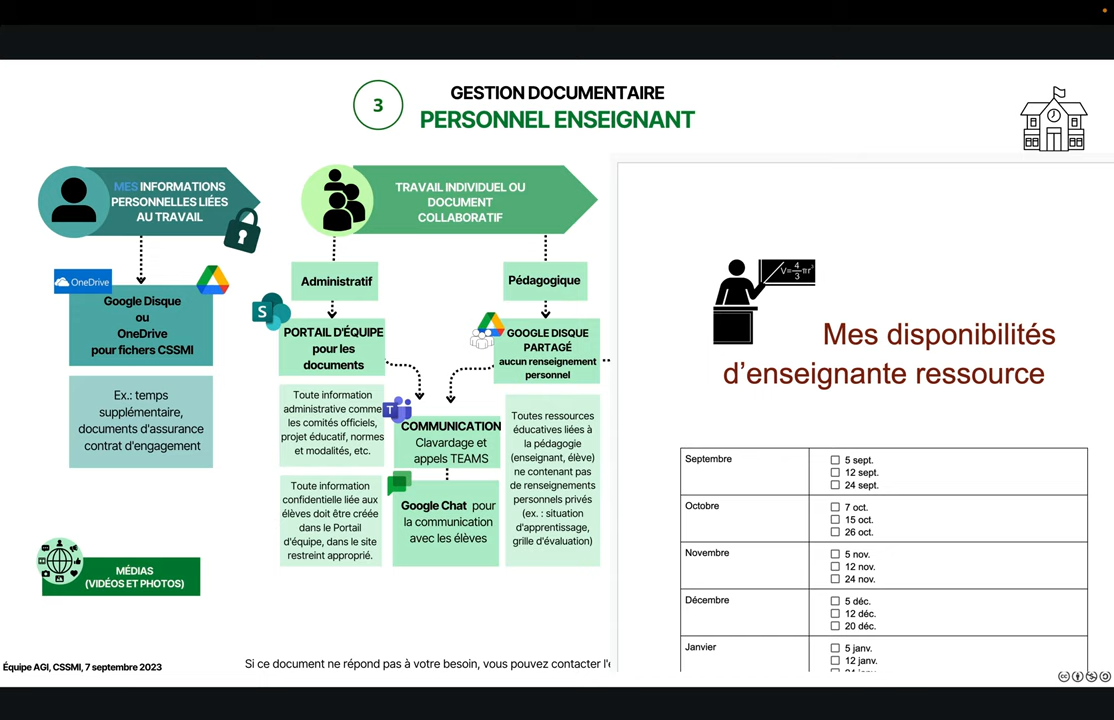 3
GESTION DOCUMENTAIRE
PERSONNEL ENSEIGNANT
MES INFORMATIONS
PERSONNELLES LIÉES
AU TRAVAIL
OneDrive
Google Disque
ou
OneDrive
pour fichers CSSMI
Ex.: temps
supplémentaire,
documents d'assurance
contrat d'engagement
MÉDIAS
(VIDÉOS ET PHOTOS)
TRAVAIL INDIVIDUEL OU
DOCUMENT
COLLABORATIF
Administratif
S
PORTAIL D'ÉQUIPE
pour les
documents
Toute information
administrative comme
les comités officiels,
projet éducatif, normes
et modalités, etc.
Toute information
confidentielle liée aux
élèves doit être créée
dans le Portail
d'équipe, dans le site
restreint approprié.
T
COMMUNICATION
Clavardage et
appels TEAMS
Google Chat pour
la communication
avec les élèves
Pédagogique
GOOGLE DISQUE
PARTAGÉ
aucun renseignement
personnel
Toutes ressources
éducatives liées à
la pédagogie
(enseignant, élève)
ne contenant pas
de renseignements
personnels privés
(ex. : situation
d'apprentissage,
grille d'évaluation)
V=4/3 πr³
Mes disponibilités
d'enseignante ressource
Septembre
5 sept.
12 sept.
24 sept.
Octobre
7 oct.
15 oct.
26 oct.
Novembre
5 nov.
12 nov.
24 nov.
Décembre
5 déc.
12 déc.
20 déc.
Janvier
5 janv.
12 janv.
Équipe AGI, CSSMI, 7 septembre 2023
Si ce document ne répond pas à votre besoin, vous pouvez contacter l'